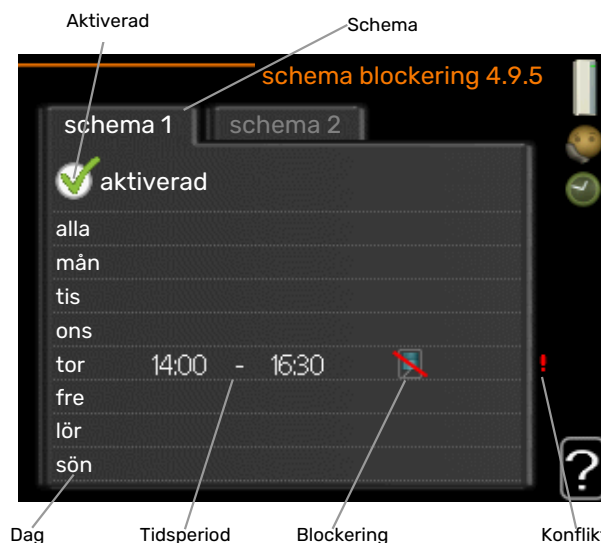 Aktiverad
Schema
schema blockering 4.9.5
schema 1
schema 2
aktiverad
alla
mån
tis
ons
tor 14:00 - 16:30
!
fre
lör
sön
?
Dag
Tidsperiod
Blockering
Konflikt